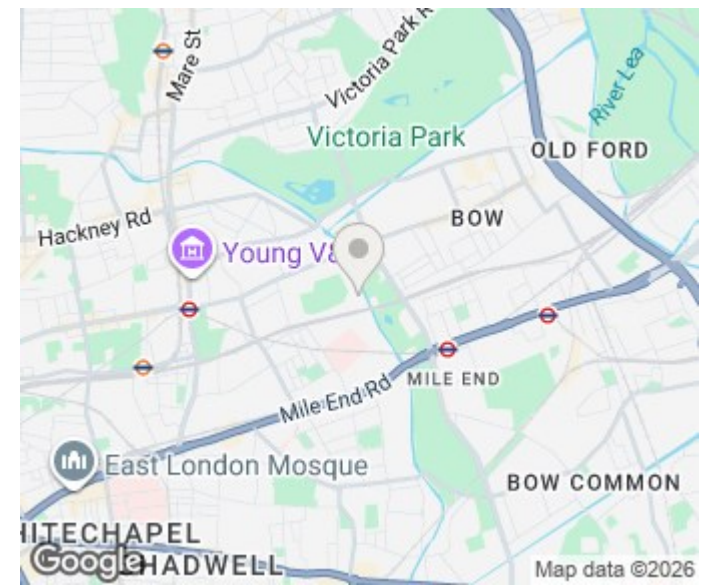 Mare St
Victoria Park R
River Lea
Victoria Park
OLD FORD
Hackney Rd
BOW
Young V&
MILE END
Mile End Rd
East London Mosque
BOW COMMON
HITECHAPEL
HADWELL
Google
Map data ©2026